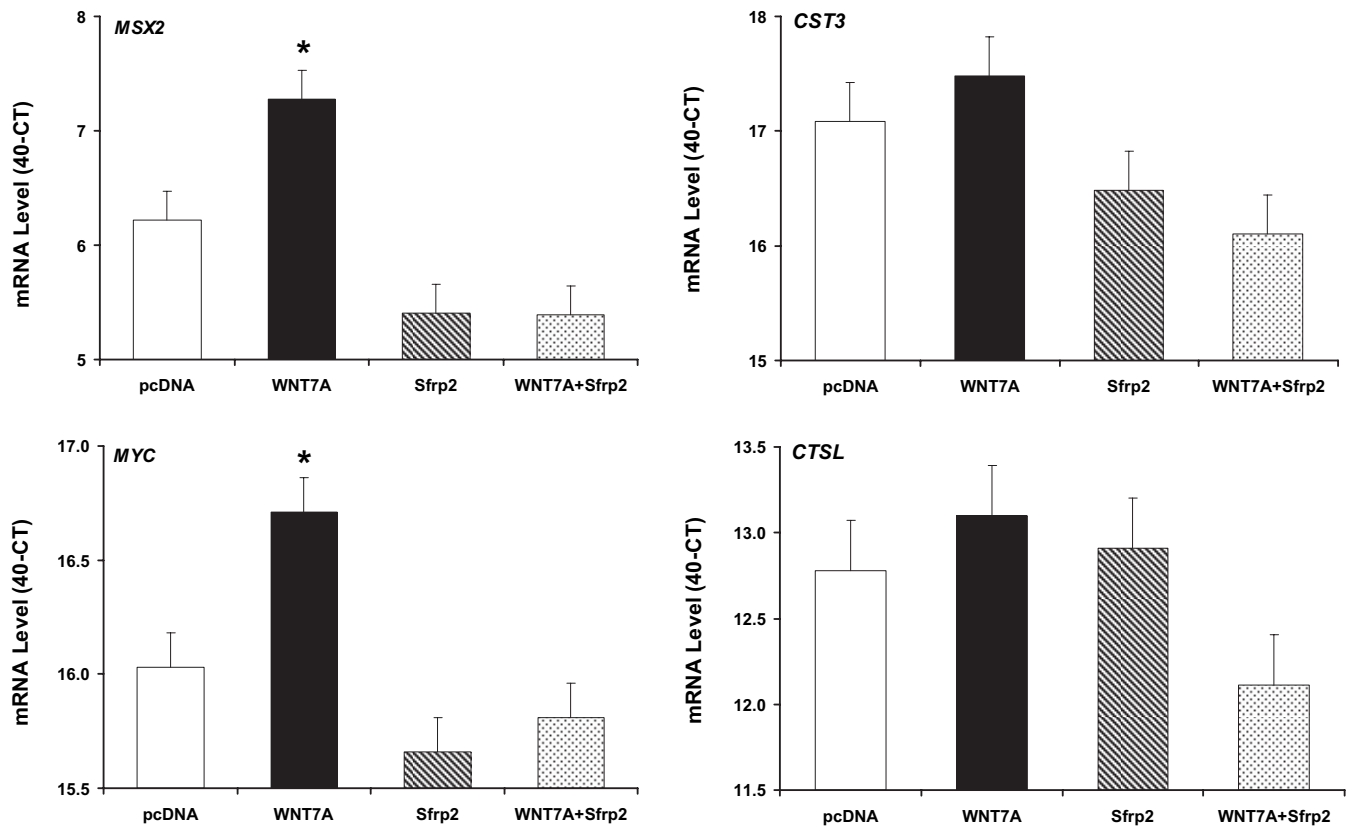 MSX2
*
mRNA Level (40-CT)
8
7
6
5
pcDNA WNT7A Sfrp2 WNT7A+Sfrp2
CST3
mRNA Level (40-CT)
18
17
16
15
pcDNA WNT7A Sfrp2 WNT7A+Sfrp2
MYC
*
mRNA Level (40-CT)
17.0
16.5
16.0
15.5
pcDNA WNT7A Sfrp2 WNT7A+Sfrp2
CTSL
mRNA Level (40-CT)
13.5
13.0
12.5
12.0
11.5
pcDNA WNT7A Sfrp2 WNT7A+Sfrp2